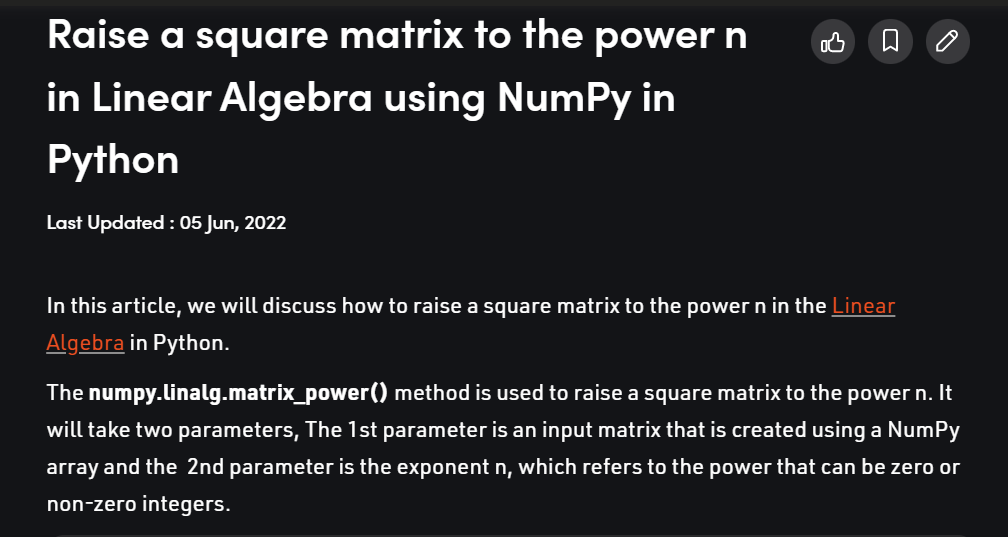 Raise a square matrix to the power n
in Linear Algebra using NumPy in
Python
Last Updated : 05 Jun, 2022
In this article, we will discuss how to raise a square matrix to the power n in the Linear
Algebra in Python.
The numpy.linalg.matrix_power() method is used to raise a square matrix to the power n. It
will take two parameters, The 1st parameter is an input matrix that is created using a NumPy
array and the  2nd parameter is the exponent n, which refers to the power that can be zero or
non-zero integers.